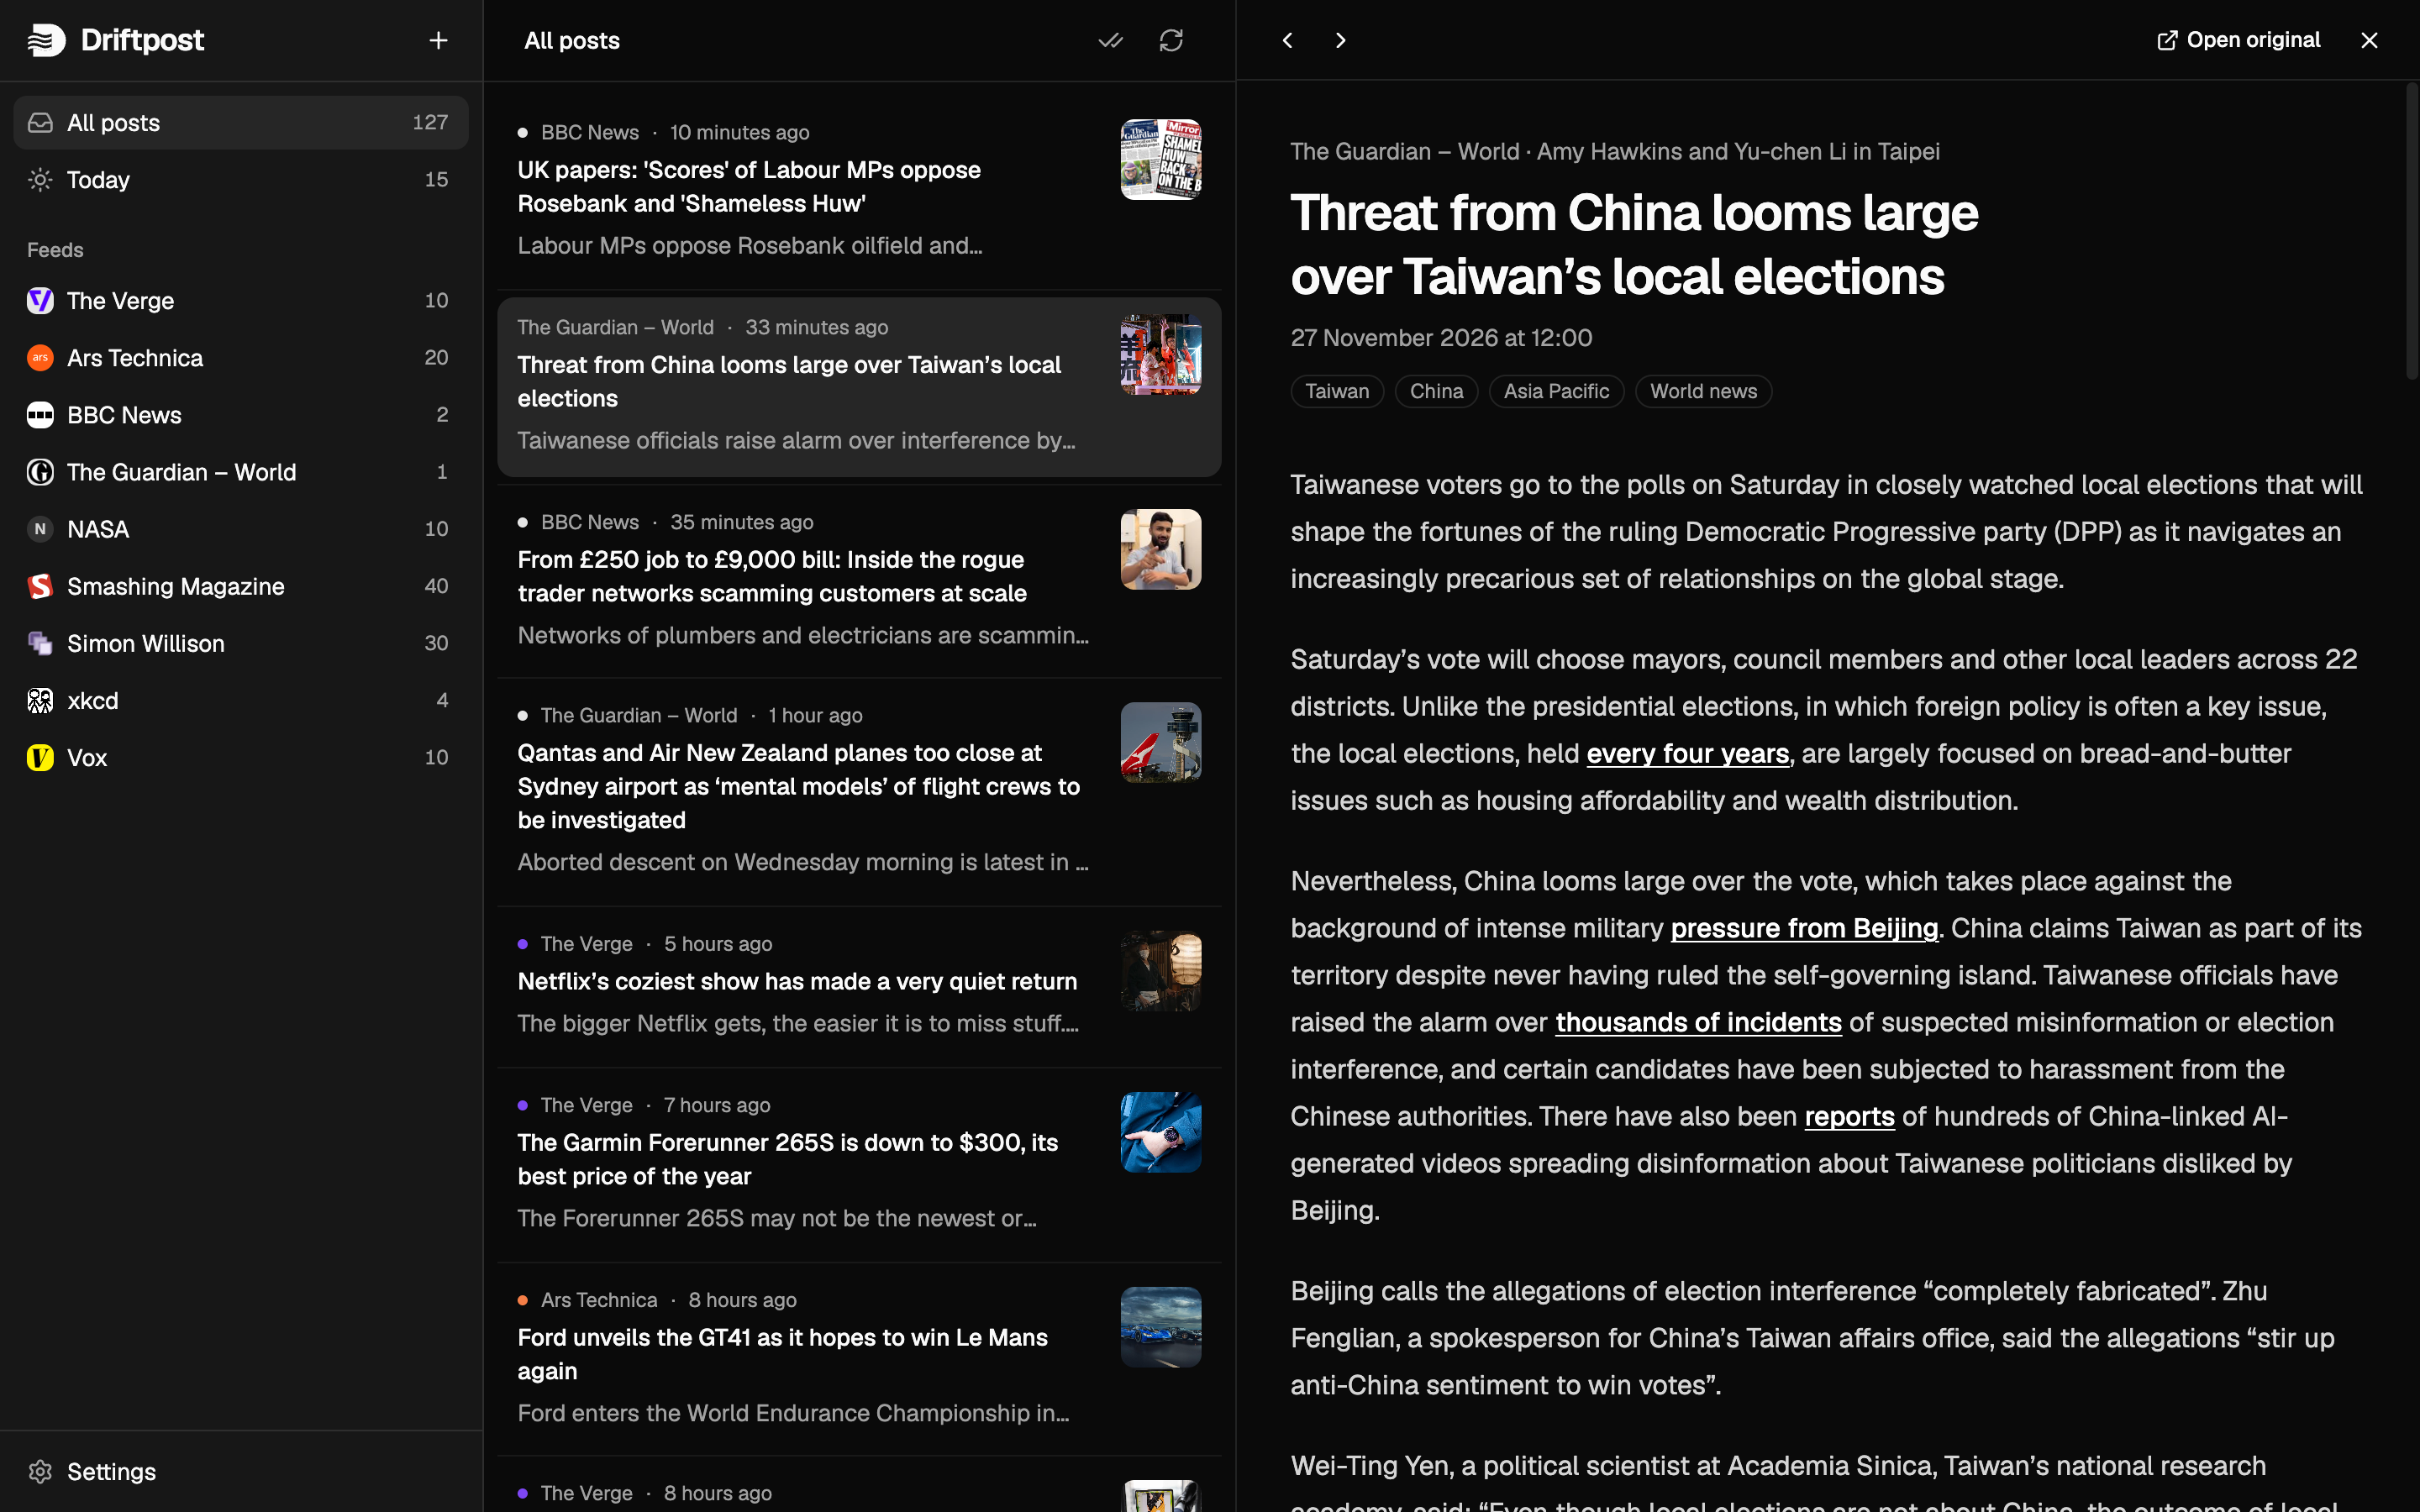 Driftpost
All posts 127
Today 15
Feeds
The Verge 10
ars
Ars Technica 20
BBC News 2
G
The Guardian – World 1
N
NASA 10
S
Smashing Magazine 40
Simon Willison 30
xkcd 4
V
Vox 10
Settings
All posts
BBC News · 10 minutes ago
UK papers: 'Scores' of Labour MPs oppose
Rosebank and 'Shameless Huw'
Labour MPs oppose Rosebank oilfield and...
The Guardian
Mirror
SHAMEL
HUW
BACK
ON THE B
The Guardian – World · 33 minutes ago
Threat from China looms large over Taiwan’s local
elections
Taiwanese officials raise alarm over interference by...
BBC News · 35 minutes ago
From £250 job to £9,000 bill: Inside the rogue
trader networks scamming customers at scale
Networks of plumbers and electricians are scammin...
The Guardian – World · 1 hour ago
Qantas and Air New Zealand planes too close at
Sydney airport as ‘mental models’ of flight crews to
be investigated
Aborted descent on Wednesday morning is latest in ...
The Verge · 5 hours ago
Netflix’s coziest show has made a very quiet return
The bigger Netflix gets, the easier it is to miss stuff....
The Verge · 7 hours ago
The Garmin Forerunner 265S is down to $300, its
best price of the year
The Forerunner 265S may not be the newest or...
Ars Technica · 8 hours ago
Ford unveils the GT41 as it hopes to win Le Mans
again
Ford enters the World Endurance Championship in...
The Verge · 8 hours ago
Open original
The Guardian – World · Amy Hawkins and Yu-chen Li in Taipei
Threat from China looms large
over Taiwan’s local elections
27 November 2026 at 12:00
Taiwan China Asia Pacific World news
Taiwanese voters go to the polls on Saturday in closely watched local elections that will
shape the fortunes of the ruling Democratic Progressive party (DPP) as it navigates an
increasingly precarious set of relationships on the global stage.
Saturday’s vote will choose mayors, council members and other local leaders across 22
districts. Unlike the presidential elections, in which foreign policy is often a key issue,
the local elections, held every four years, are largely focused on bread-and-butter
issues such as housing affordability and wealth distribution.
Nevertheless, China looms large over the vote, which takes place against the
background of intense military pressure from Beijing. China claims Taiwan as part of its
territory despite never having ruled the self-governing island. Taiwanese officials have
raised the alarm over thousands of incidents of suspected misinformation or election
interference, and certain candidates have been subjected to harassment from the
Chinese authorities. There have also been reports of hundreds of China-linked AI-
generated videos spreading disinformation about Taiwanese politicians disliked by
Beijing.
Beijing calls the allegations of election interference “completely fabricated”. Zhu
Fenglian, a spokesperson for China’s Taiwan affairs office, said the allegations “stir up
anti-China sentiment to win votes”.
Wei-Ting Yen, a political scientist at Academia Sinica, Taiwan’s national research
academy, said: “Even though local elections are not about China, the outcome of local